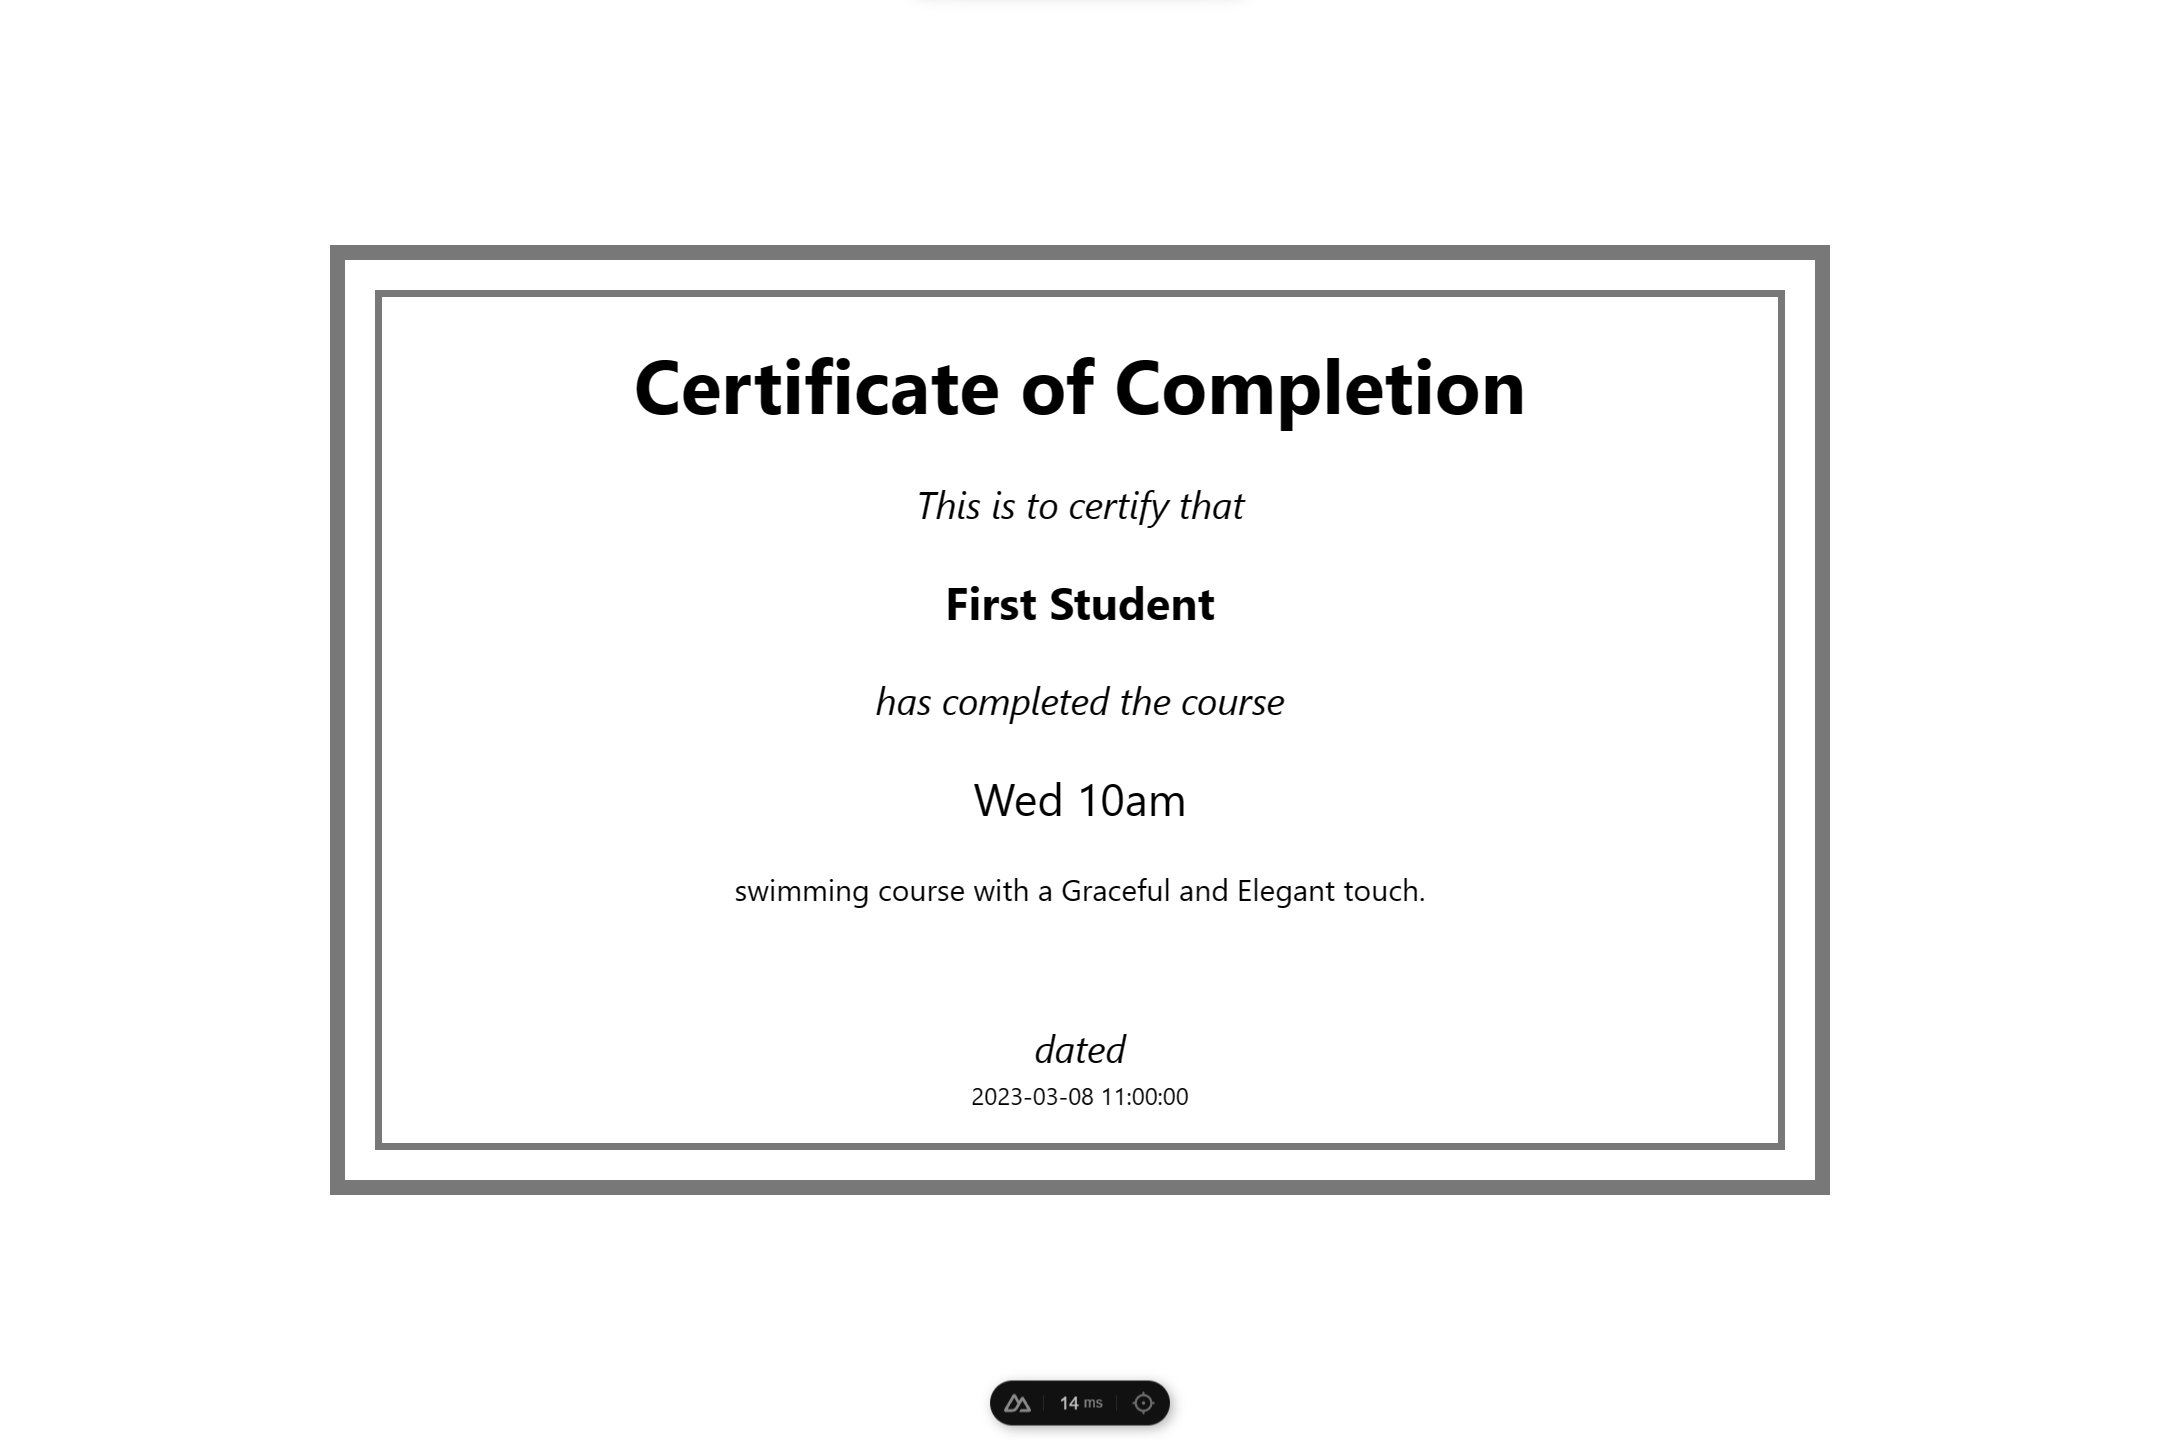 Certificate of Completion
This is to certify that
First Student
has completed the course
Wed 10am
swimming course with a Graceful and Elegant touch.
dated
2023-03-08 11:00:00
14 ms